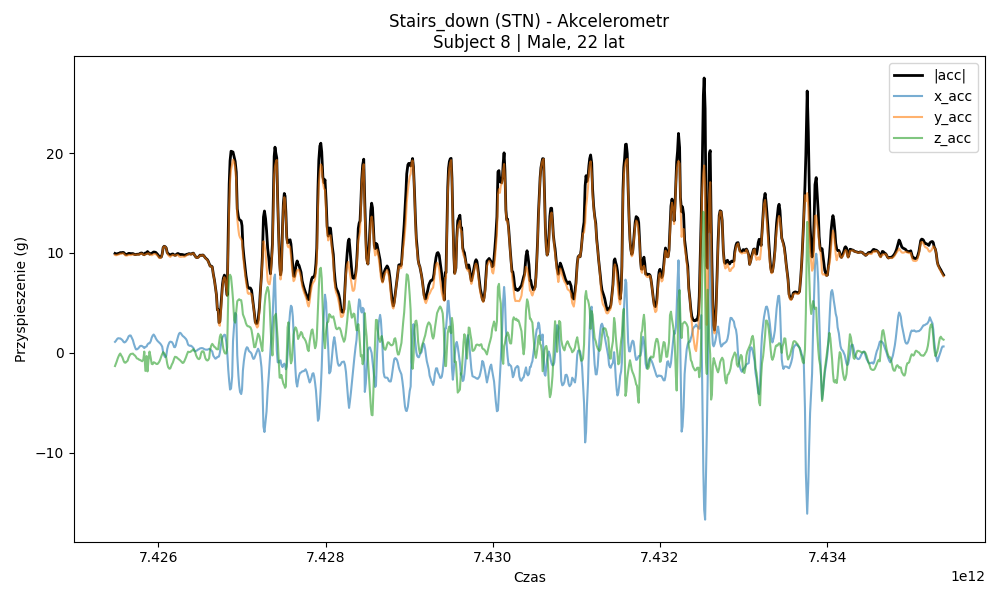 Stairs_down (STN) - Akcelerometr
Subject 8 | Male, 22 lat
|acc|
x_acc
y_acc
z_acc
Przyspieszenie (g)
20
10
0
−10
7.426
7.428
7.430
7.432
7.434
1e12
Czas